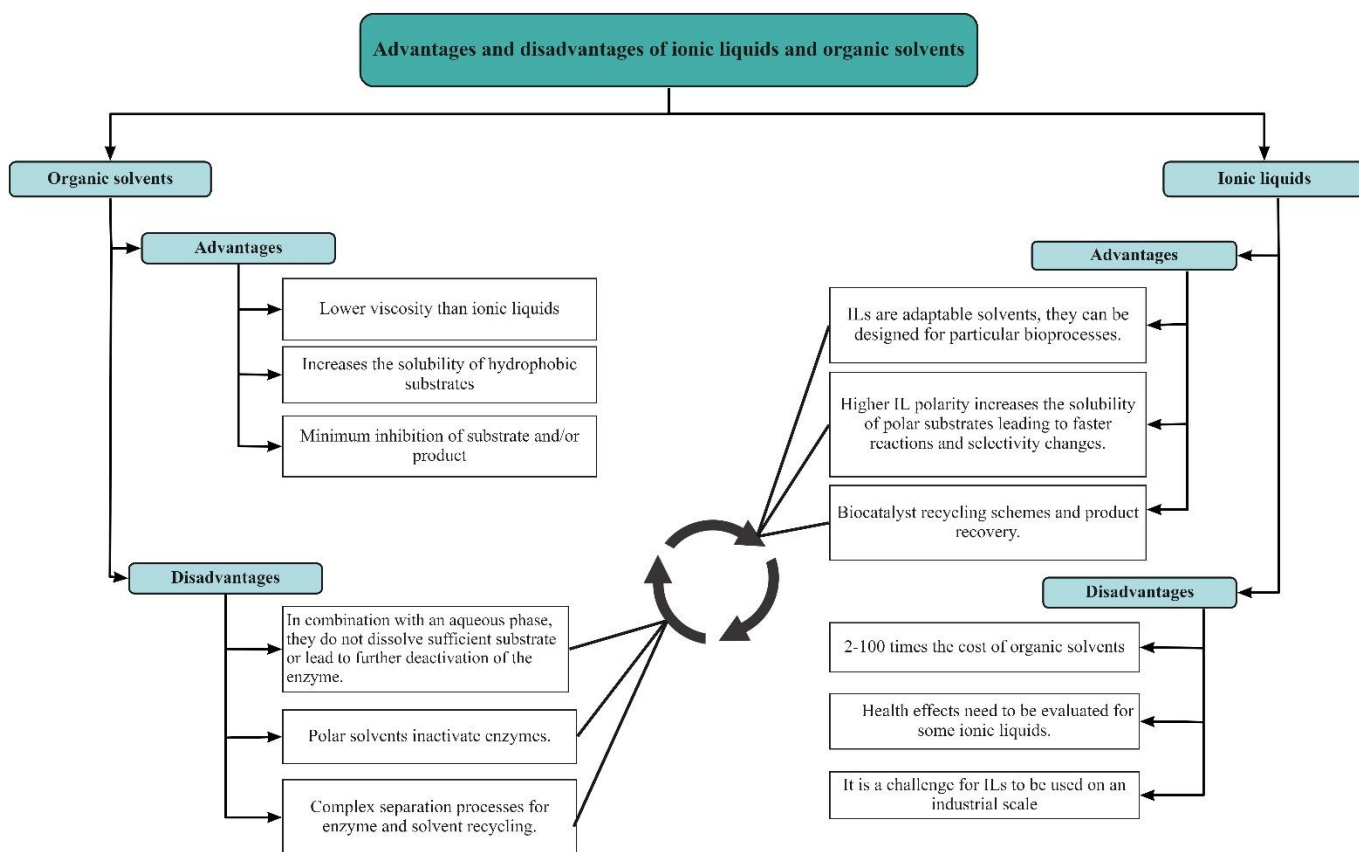 Advantages and disadvantages of ionic liquids and organic solvents
Organic solvents
Advantages
Lower viscosity than ionic liquids
Increases the solubility of hydrophobic
substrates
Minimum inhibition of substrate and/or
product
Disadvantages
In combination with an aqueous phase,
they do not dissolve sufficient substrate
or lead to further deactivation of the
enzyme.
Polar solvents inactivate enzymes.
Complex separation processes for
enzyme and solvent recycling.
Ionic liquids
Advantages
ILs are adaptable solvents, they can be
designed for particular bioprocesses.
Higher IL polarity increases the solubility
of polar substrates leading to faster
reactions and selectivity changes.
Biocatalyst recycling schemes and product
recovery.
Disadvantages
2-100 times the cost of organic solvents
Health effects need to be evaluated for
some ionic liquids.
It is a challenge for ILs to be used on an
industrial scale